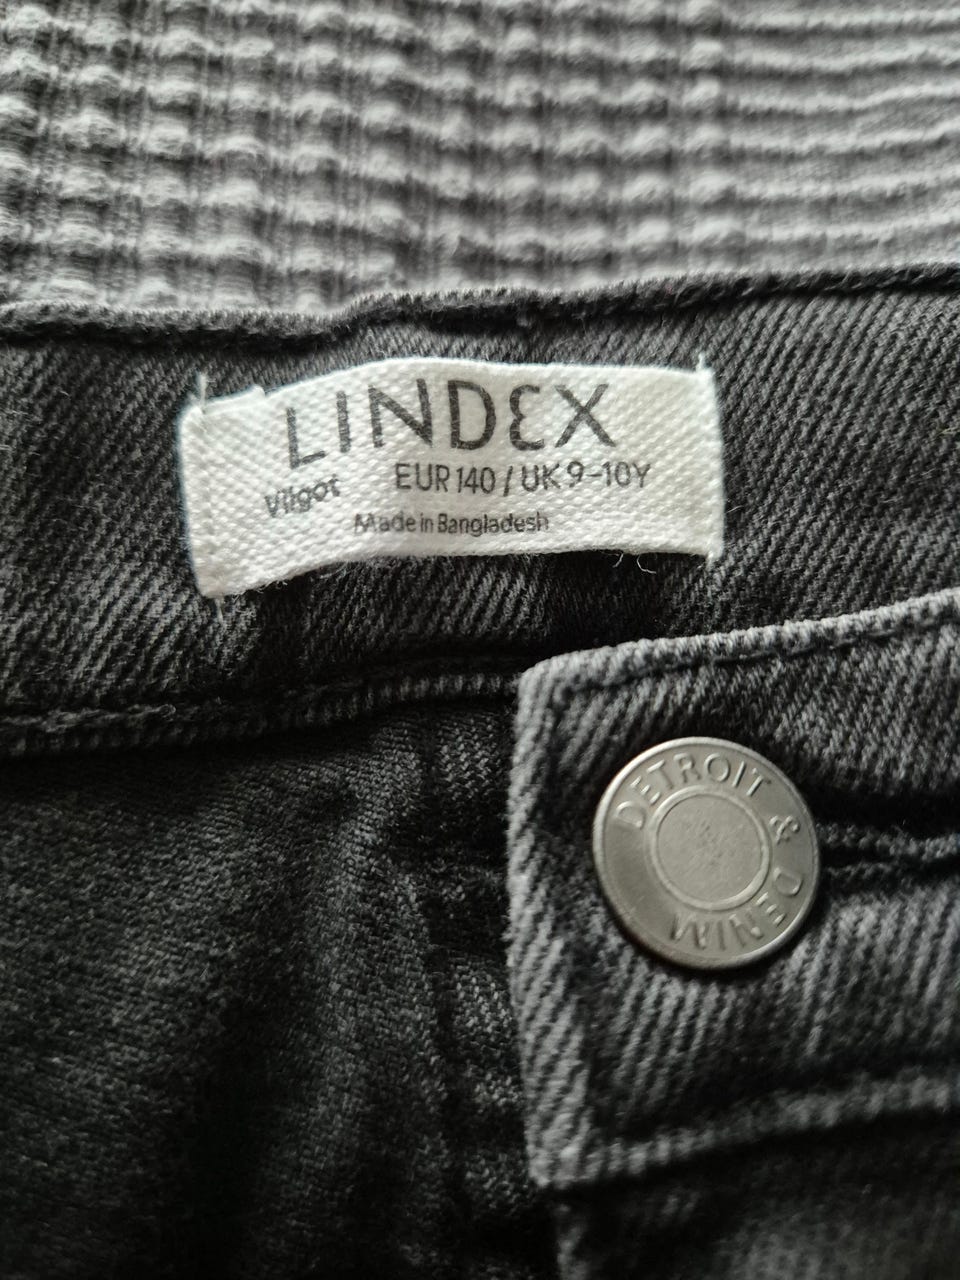 LINDEX
Vilgot EUR 140 / UK 9-10Y
Made in Bangladesh
DETROIT & DENIM